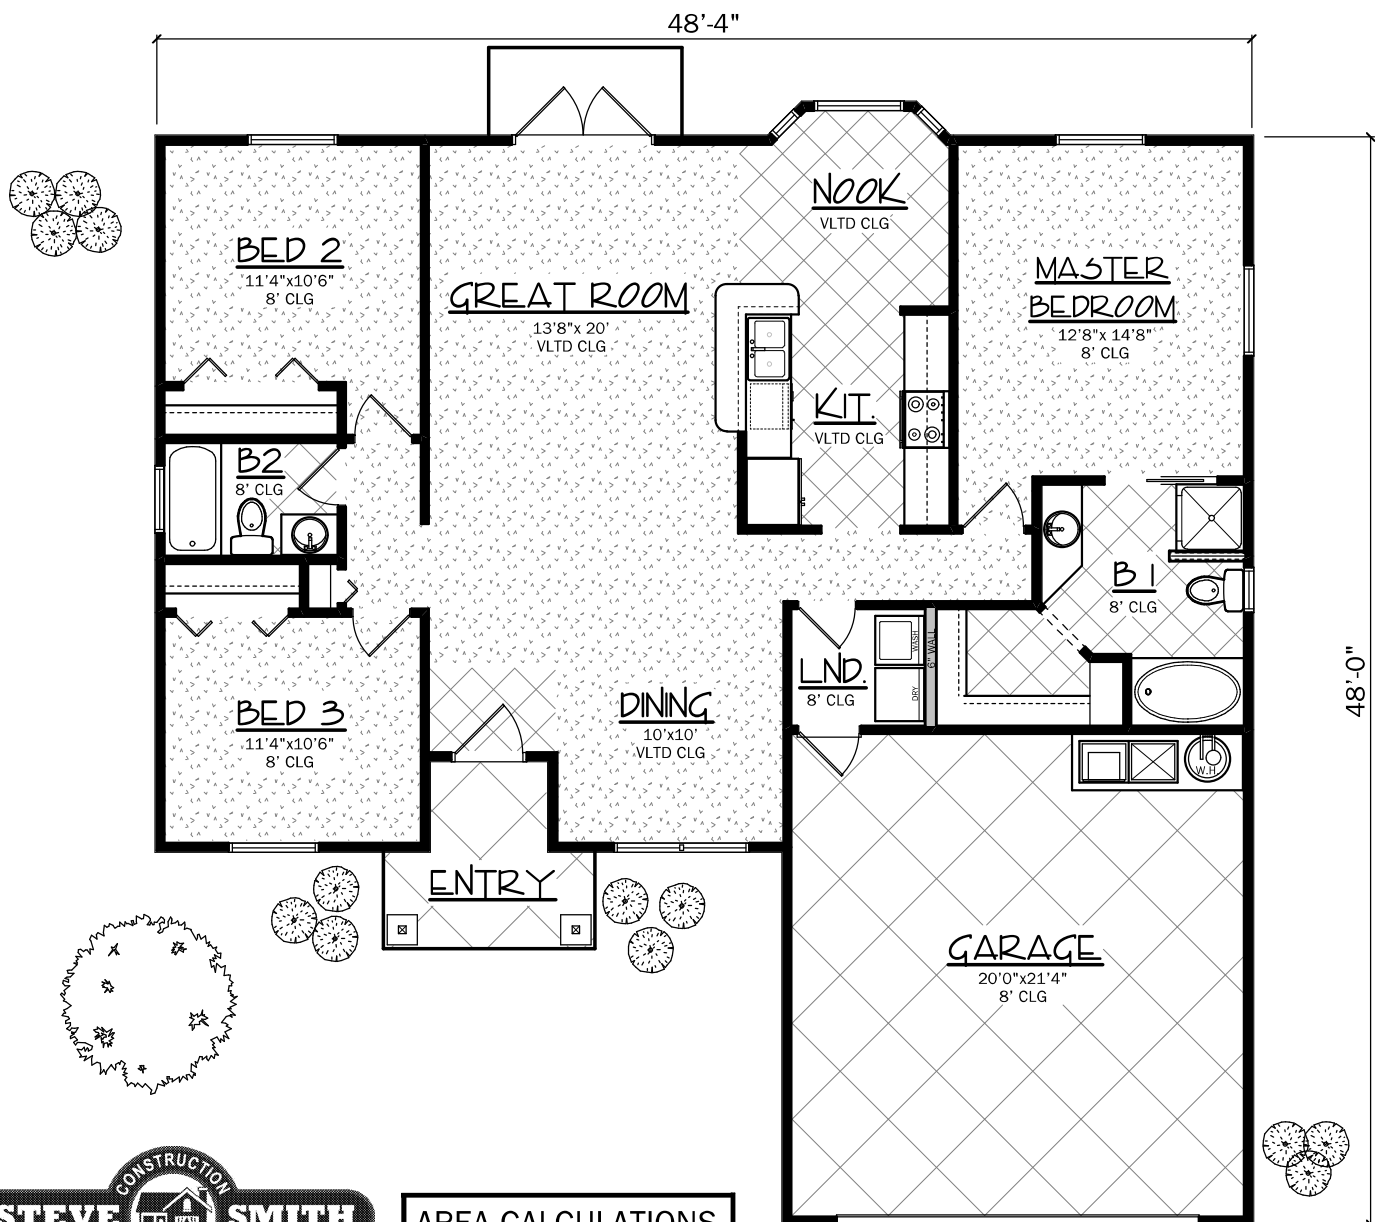 48'-4"
NOOK
VLTD CLG
BED 2
11'4"x10'6"
8' CLG
MASTER
BEDROOM
12'8"x 14'8"
8' CLG
GREAT ROOM
13'8"x 20'
VLTD CLG
KIT.
VLTD CLG
B2
8' CLG
B 1
8' CLG
WASH
6" WALL
DRY
LND.
8' CLG
48'-0"
BED 3
11'4"x10'6"
8' CLG
DINING
10'x10'
VLTD CLG
W.H
ENTRY
GARAGE
20'0"x21'4"
8' CLG
CONSTRUCTION
STEVE SMITH
AREA CALCULATIONS